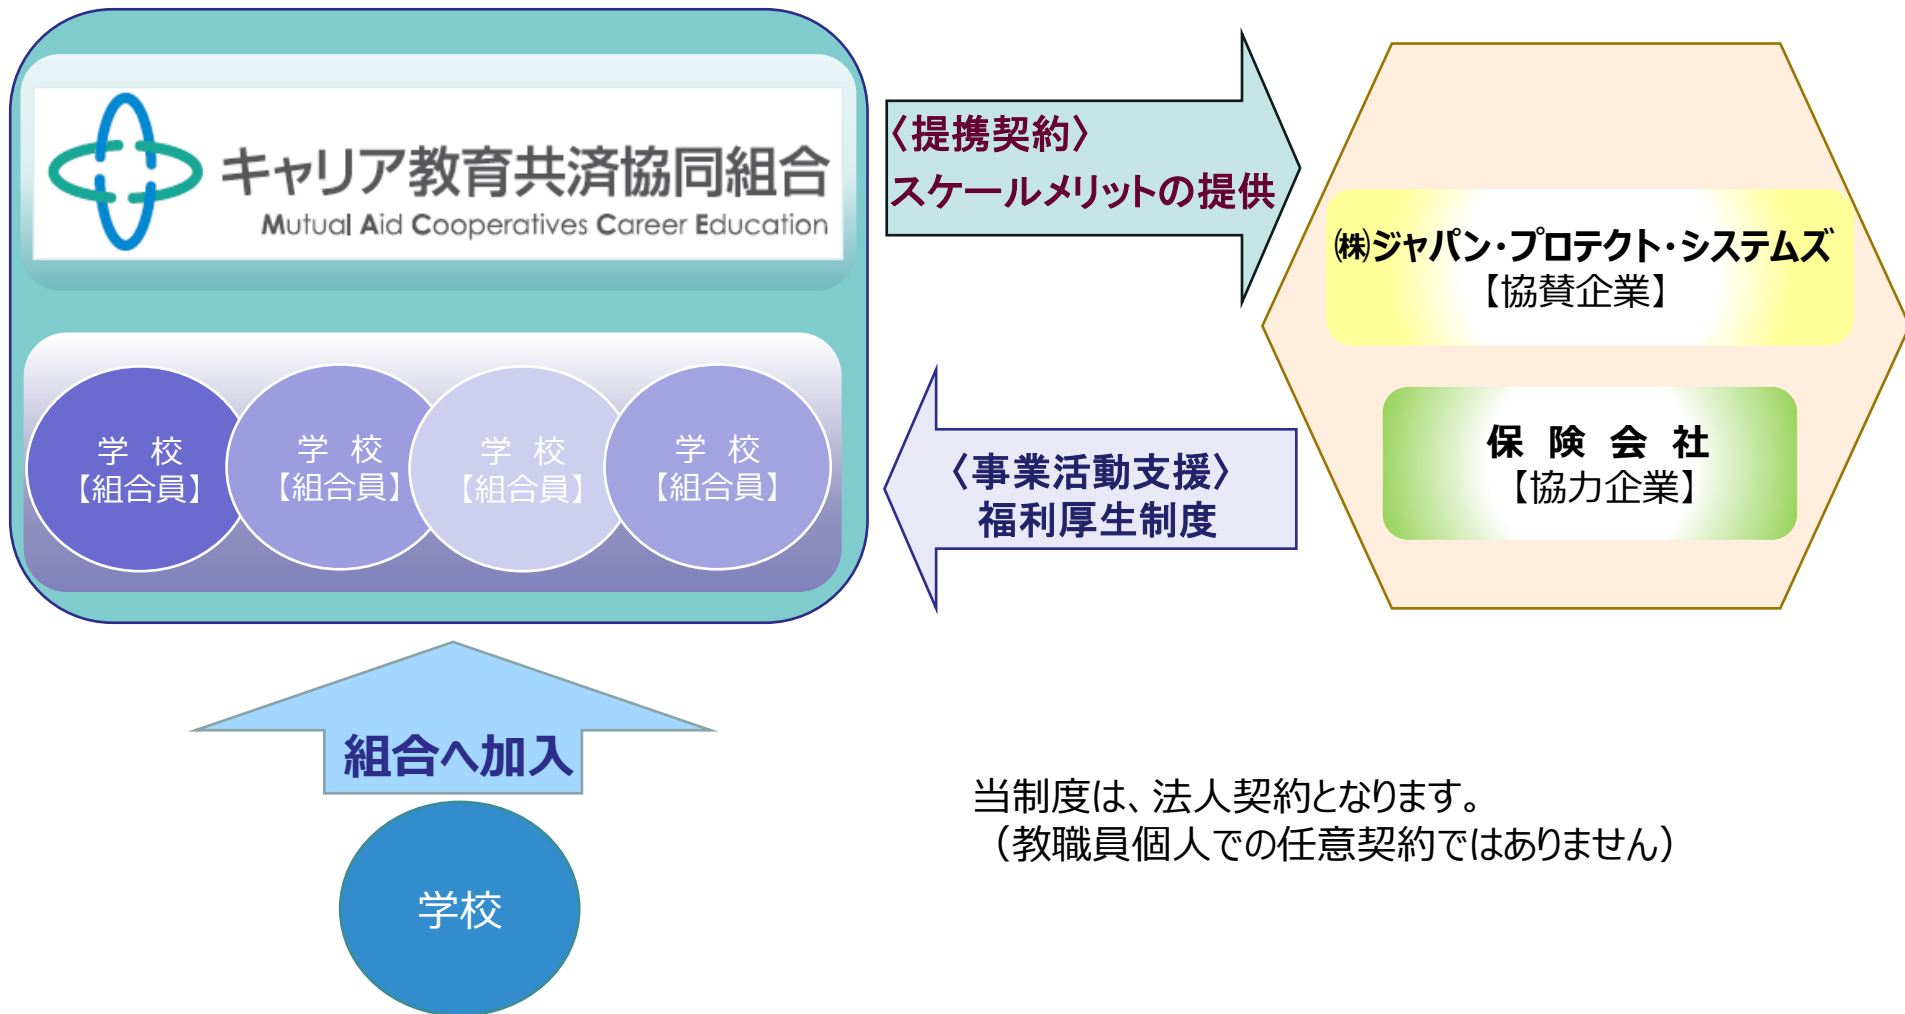 キャリア教育共済協同組合
Mutual Aid Cooperatives Career Education
学 校
【組合員】
学 校
【組合員】
学 校
【組合員】
学 校
【組合員】
〈提携契約〉
スケールメリットの提供
〈事業活動支援〉
福利厚生制度
㈱ジャパン・プロテクト・システムズ
【協賛企業】
保 険 会 社
【協力企業】
組合へ加入
学校
当制度は、法人契約となります。
（教職員個人での任意契約ではありません）